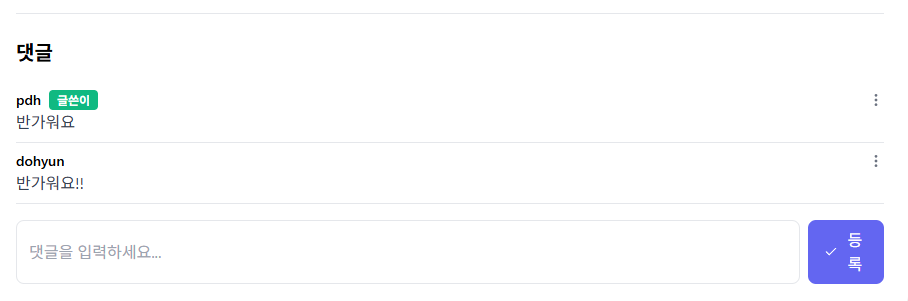 댓글
pdh 글쓴이
반가워요
dohyun
반가워요!!
댓글을 입력하세요...
등
록